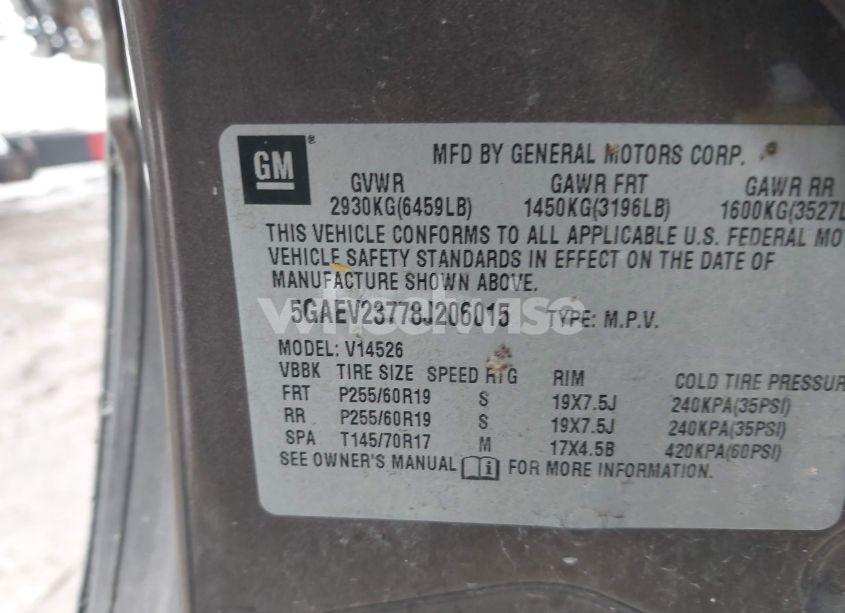 GM ®
MFD BY GENERAL MOTORS CORP.
GVWR GAWR FRT GAWR RR
2930KG(6459LB) 1450KG(3196LB) 1600KG(3527L
THIS VEHICLE CONFORMS TO ALL APPLICABLE U.S. FEDERAL MO
VEHICLE SAFETY STANDARDS IN EFFECT ON THE DATE OF
MANUFACTURE SHOWN ABOVE.
5GAEV23778J206015 TYPE: M.P.V.
MODEL: V14526
VBBK TIRE SIZE SPEED RTG RIM COLD TIRE PRESSUR
FRT P255/60R19 S 19X7.5J 240KPA(35PSI)
RR P255/60R19 S 19X7.5J 240KPA(35PSI)
SPA T145/70R17 M 17X4.5B 420KPA(60PSI)
SEE OWNER'S MANUAL FOR MORE INFORMATION.